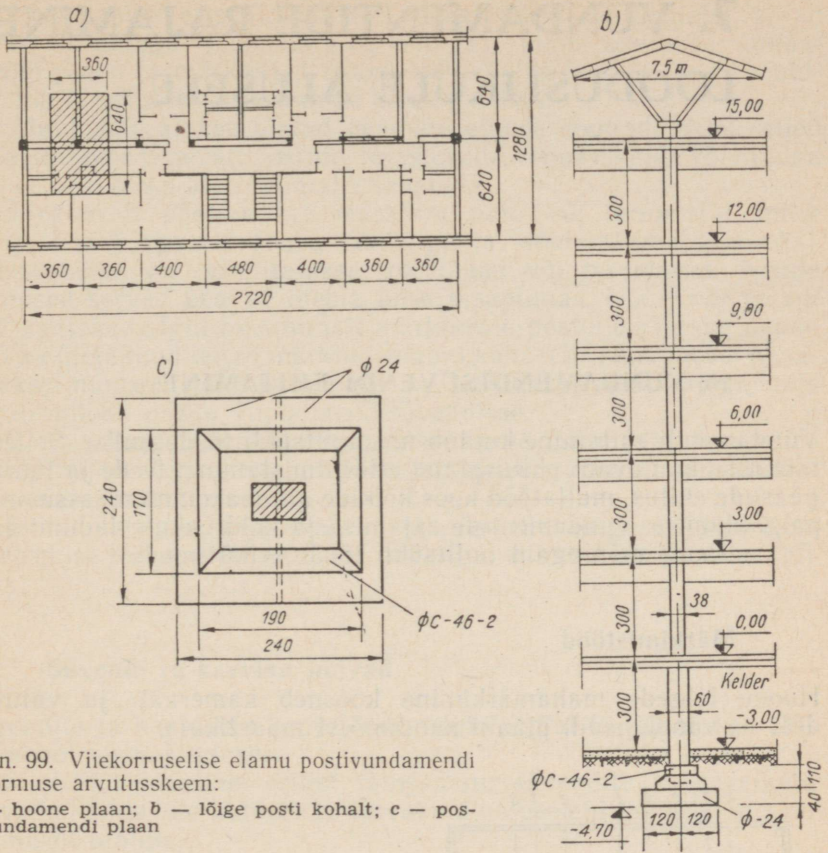 a)
360
640
640
1280
640
360 360 400 480 400 360 360
2720
b)
7,5 m
15,00
300
12,00
300
9,00
300
6,00
300
3,00
300
38
0,00
300
Kelder
60
-3,00
фС-46-2
110
40
ф-24
-4,70
120 120
c)
ф 24
240
170
фС-46-2
190
240
n. 99. Viiekorruselise elamu postivundamendi
rmuse arvutusskeem:
- hoone plaan; b — lõige posti kohalt; c — pos-
undamendi plaan